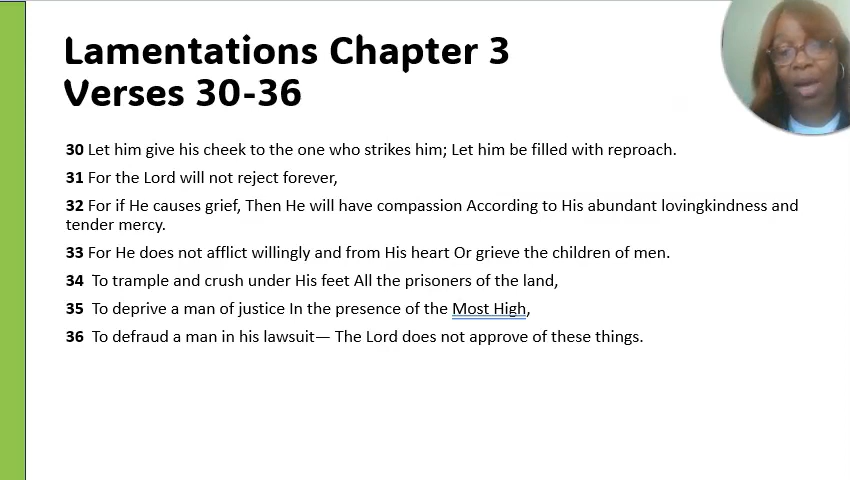 Lamentations Chapter 3
Verses 30-36
30 Let him give his cheek to the one who strikes him; Let him be filled with reproach.
31 For the Lord will not reject forever,
32 For if He causes grief, Then He will have compassion According to His abundant lovingkindness and
tender mercy.
33 For He does not afflict willingly and from His heart Or grieve the children of men.
34 To trample and crush under His feet All the prisoners of the land,
35 To deprive a man of justice In the presence of the Most High,
36 To defraud a man in his lawsuit— The Lord does not approve of these things.